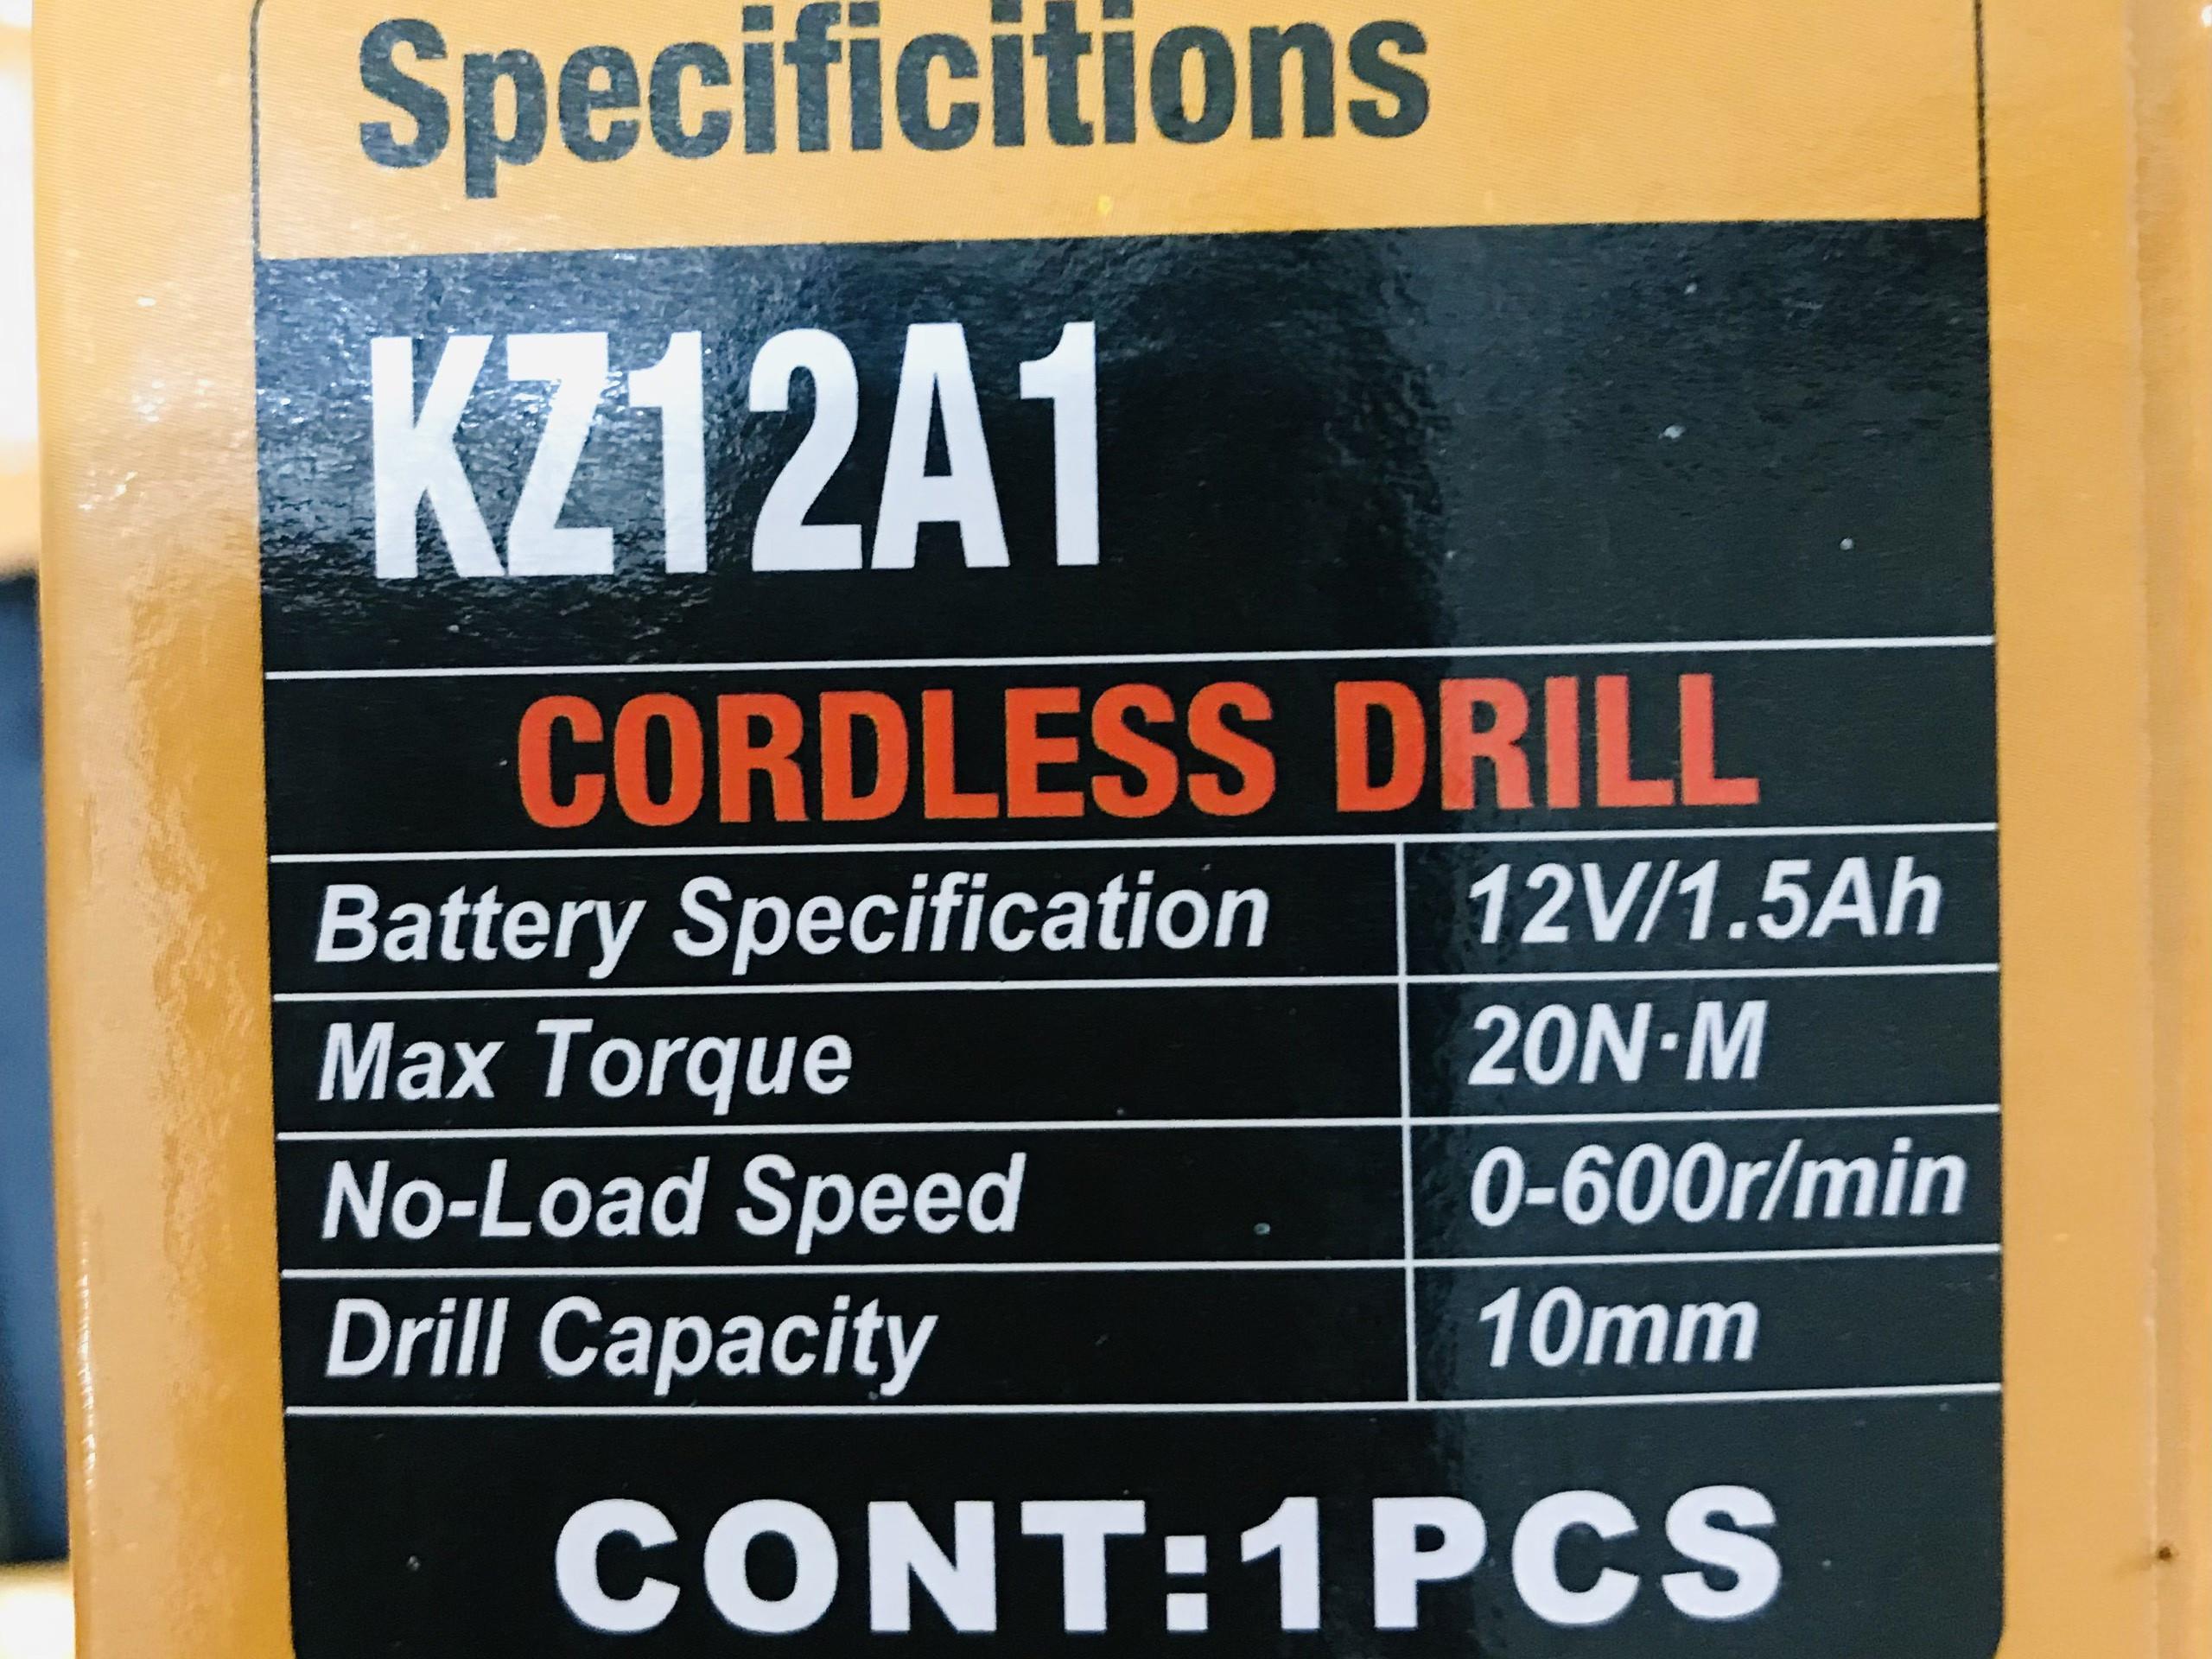 Specificitions
KZ12A1
CORDLESS DRILL
Battery Specification 12V/1.5Ah
Max Torque 20N·M
No-Load Speed 0-600r/min
Drill Capacity 10mm
CONT:1PCS